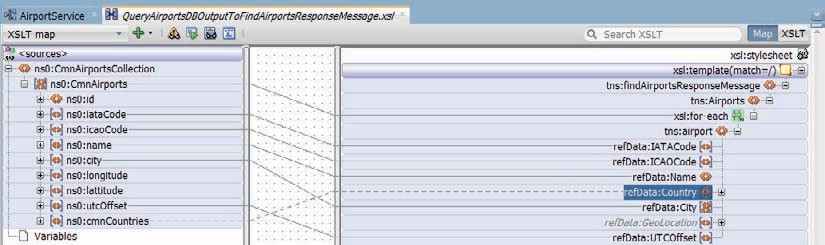 AirportService
QueryAirportsDBOutputToFindAirportsResponseMessage.xsl
XSLT map
Search XSLT
Map
XSLT
<sources>
ns0:CmnAirportsCollection
ns0:CmnAirports
ns0:id
ns0:iataCode
ns0:icaoCode
ns0:name
ns0:city
ns0:longitude
ns0:lattitude
ns0:utcOffset
ns0:cmnCountries
Variables
xsl:stylesheet
xsl:template(match=/)
tns:findAirportsResponseMessage
tns:Airports
xsl:for-each
tns:airport
refData:IATACode
refData:ICAOCode
refData:Name
refData:Country
refData:City
refData:GeoLocation
refData:UTCOffset